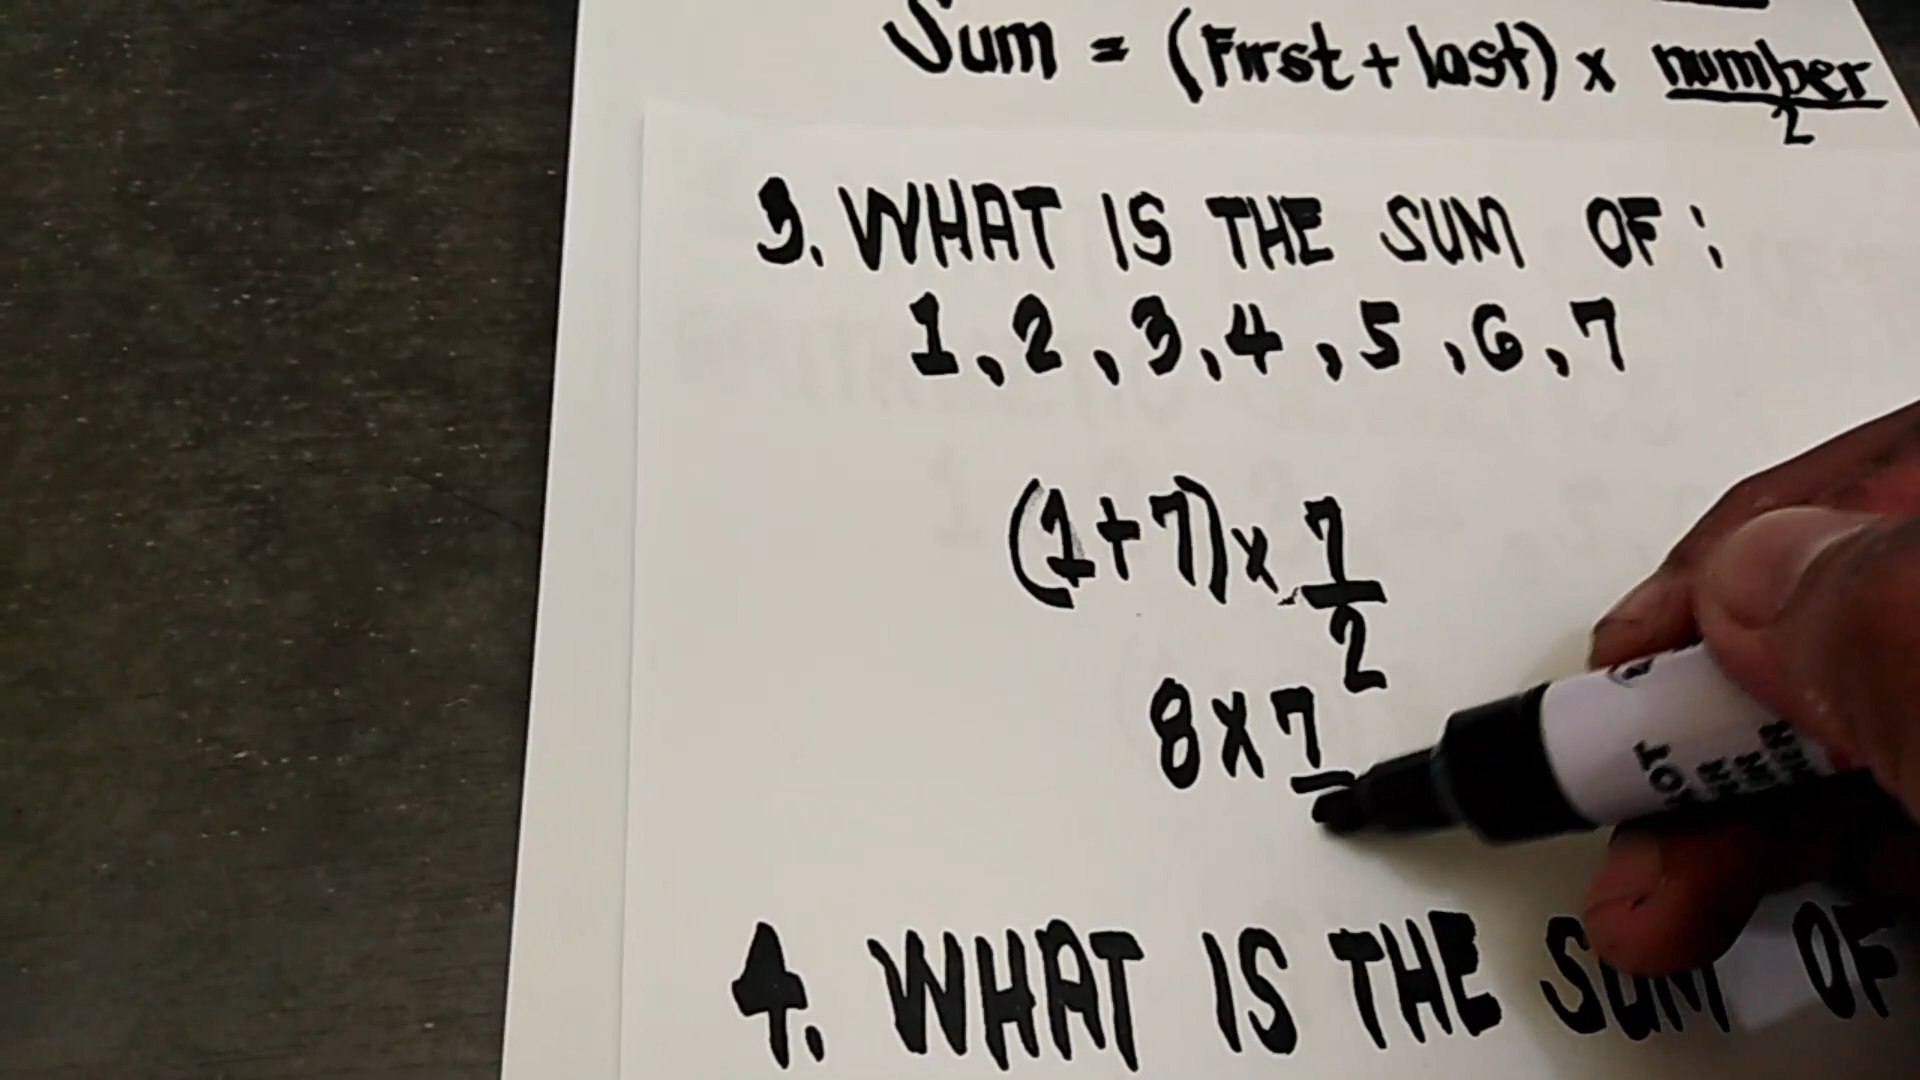 Sum = (First + last) x number/2
3. WHAT IS THE SUM OF :
1, 2, 3, 4, 5, 6, 7
(1+7) x 7/2
8 x 7
4. WHAT IS THE SUM OF